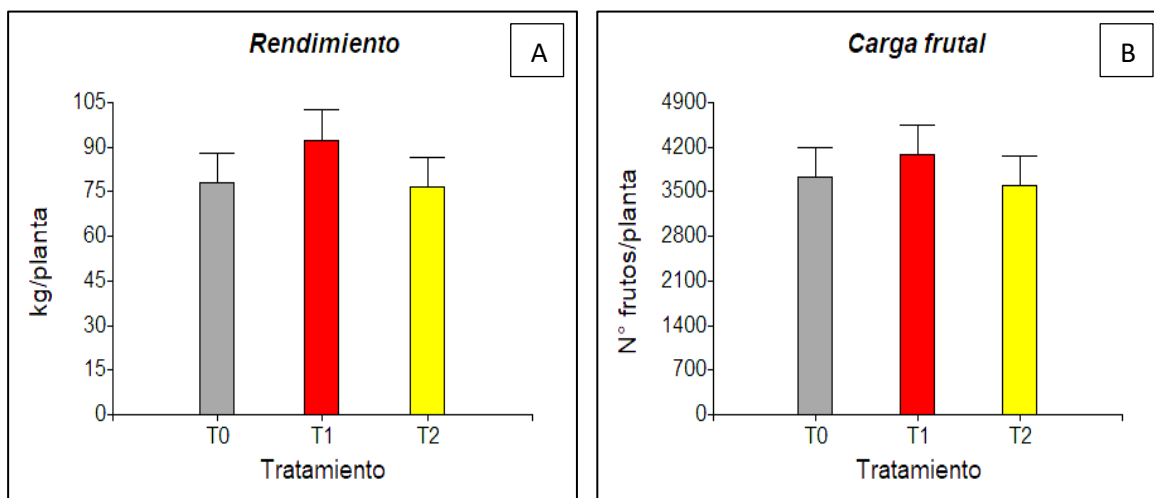 Rendimiento
A
kg/planta
105
90
75
60
45
30
15
0
T0 T1 T2
Tratamiento
Carga frutal
B
N° frutos/planta
4900
4200
3500
2800
2100
1400
700
0
T0 T1 T2
Tratamiento